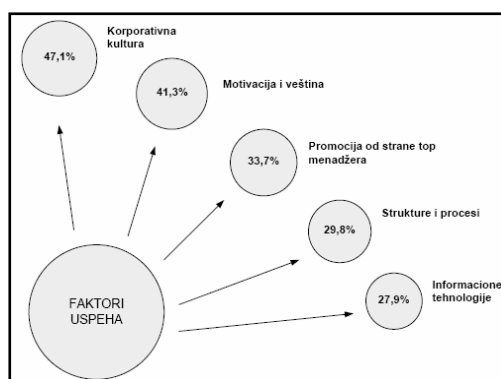 47,1%
Korporativna
kultura
41,3%
Motivacija i veština
33,7%
Promocija od strane top
menadžera
29,8%
Strukture i procesi
27,9%
Informacione
tehnologije
FAKTORI
USPEHA